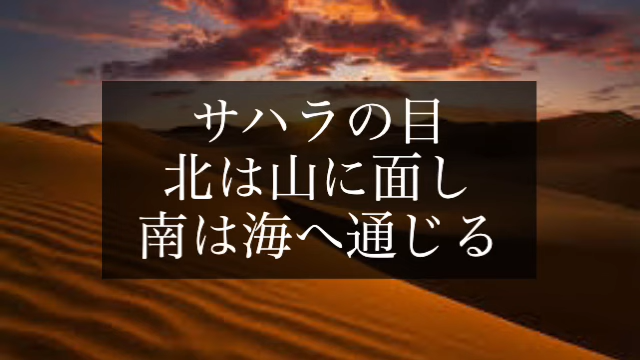 サハラの目
北は山に面し
南は海へ通じる